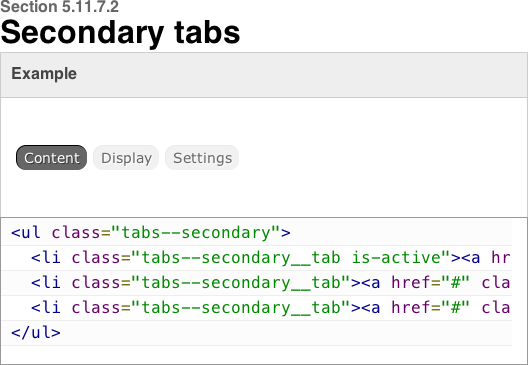 Section 5.11.7.2
Secondary tabs
Example
Content Display Settings
<ul class="tabs--secondary">
<li class="tabs--secondary__tab is-active"><a hr
<li class="tabs--secondary__tab"><a href="#" cla
<li class="tabs--secondary__tab"><a href="#" cla
</ul>